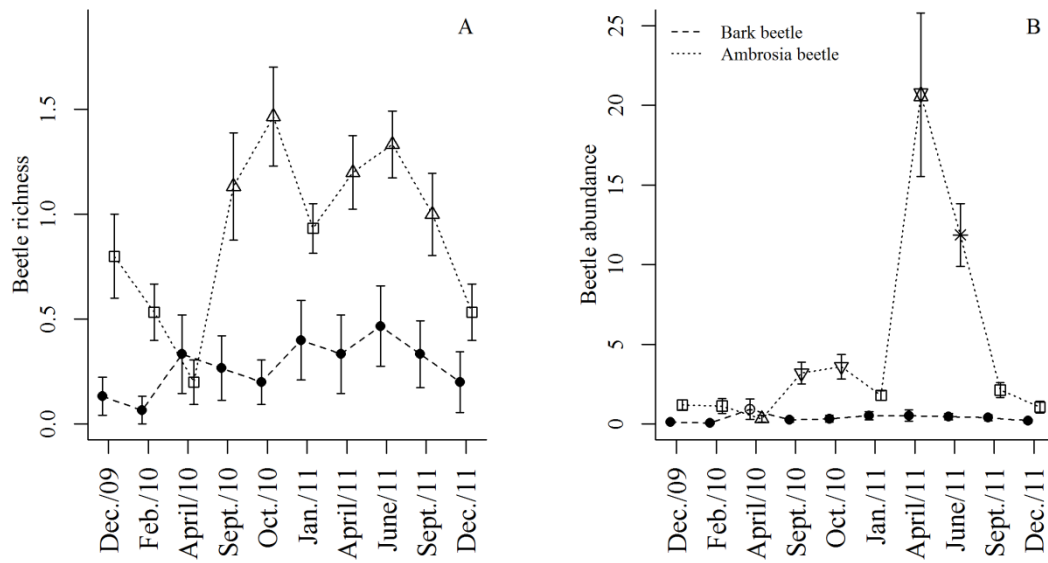 A
Beetle richness
0.0
0.5
1.0
1.5
Dec./09
Feb./10
April/10
Sept./10
Oct./10
Jan./11
April/11
June/11
Sept./11
Dec./11
B
Bark beetle
Ambrosia beetle
Beetle abundance
0
5
10
15
20
25
Dec./09
Feb./10
April/10
Sept./10
Oct./10
Jan./11
April/11
June/11
Sept./11
Dec./11